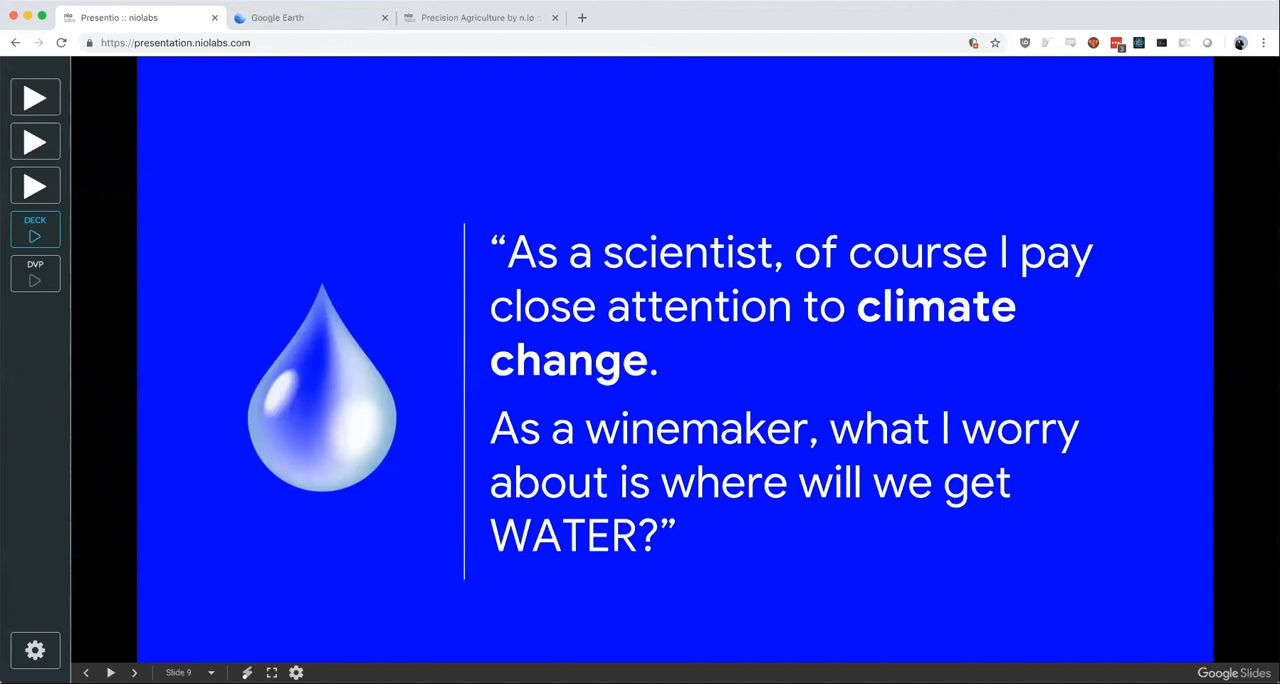 Presentio :: niolabs
Google Earth
Precision Agriculture by n.io ::
https://presentation.niolabs.com
3
DECK
DVP
“As a scientist, of course I pay
close attention to climate
change.
As a winemaker, what I worry
about is where will we get
WATER?”
Slide 9
Google Slides